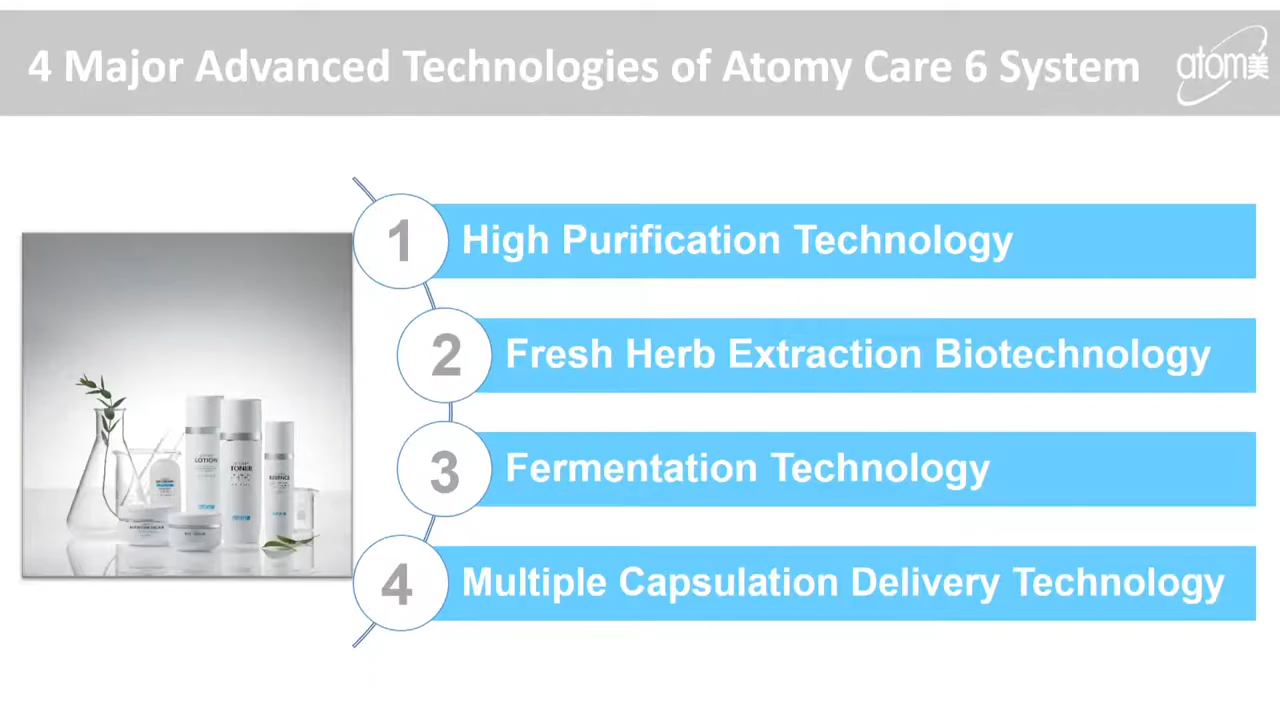 4 Major Advanced Technologies of Atomy Care 6 System
atom美
1 High Purification Technology
2 Fresh Herb Extraction Biotechnology
3 Fermentation Technology
4 Multiple Capsulation Delivery Technology
LOTION
TONER
ESSENCE